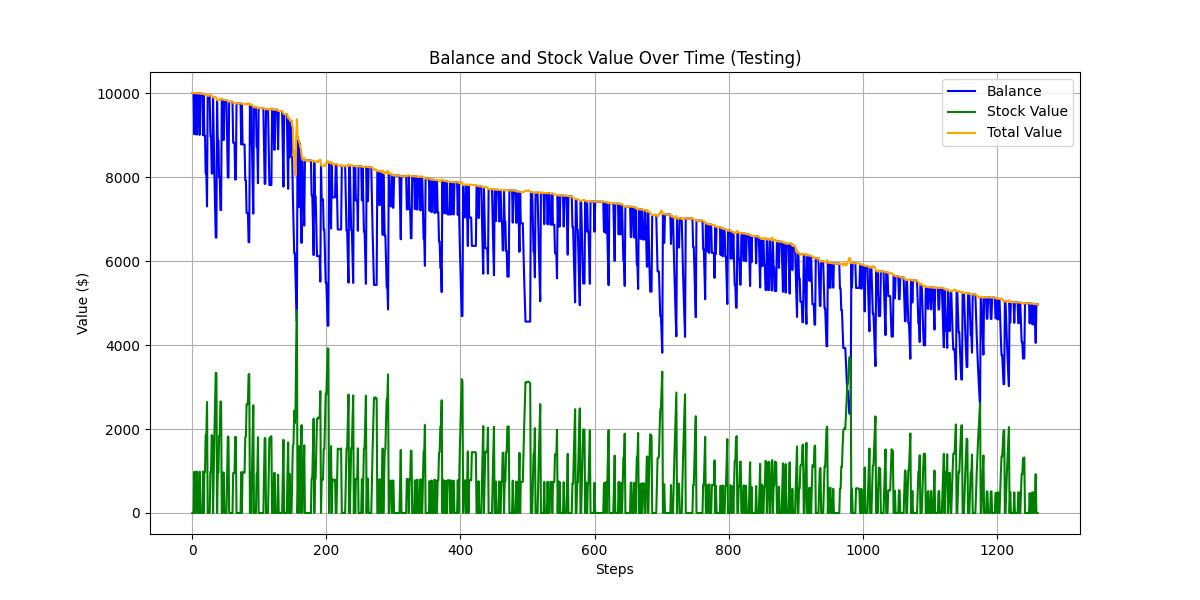 Balance and Stock Value Over Time (Testing)
Balance
Stock Value
Total Value
10000
8000
6000
4000
2000
0
Value ($)
0 200 400 600 800 1000 1200
Steps